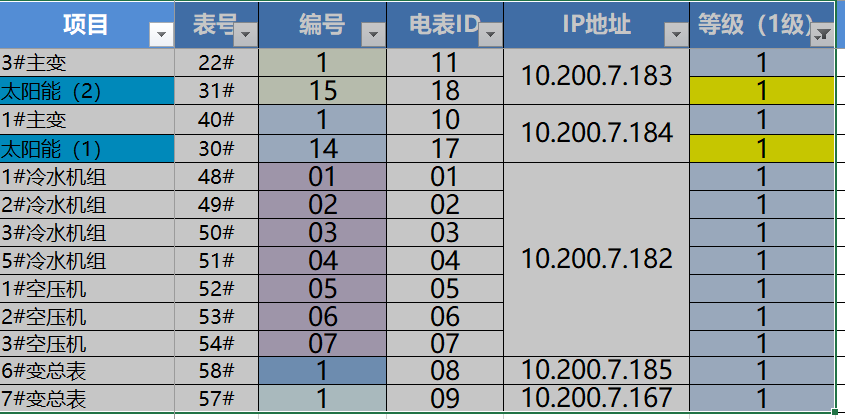 项目 表号 编号 电表ID IP地址 等级（1级）
3#主变 22# 1 11 10.200.7.183 1
太阳能（2） 31# 15 18 1
1#主变 40# 1 10 10.200.7.184 1
太阳能（1） 30# 14 17 1
1#冷水机组 48# 01 01 10.200.7.182 1
2#冷水机组 49# 02 02 1
3#冷水机组 50# 03 03 1
5#冷水机组 51# 04 04 1
1#空压机 52# 05 05 1
2#空压机 53# 06 06 1
3#空压机 54# 07 07 1
6#变总表 58# 1 08 10.200.7.185 1
7#变总表 57# 1 09 10.200.7.167 1